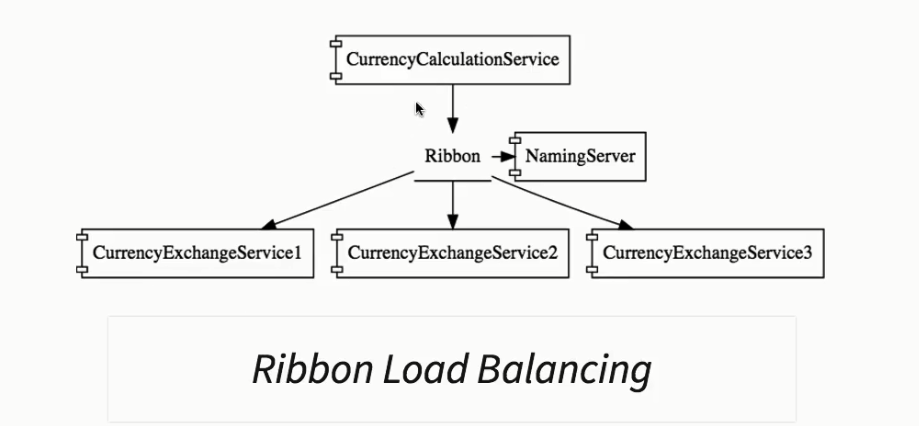 CurrencyCalculationService
Ribbon
NamingServer
CurrencyExchangeService1
CurrencyExchangeService2
CurrencyExchangeService3
Ribbon Load Balancing